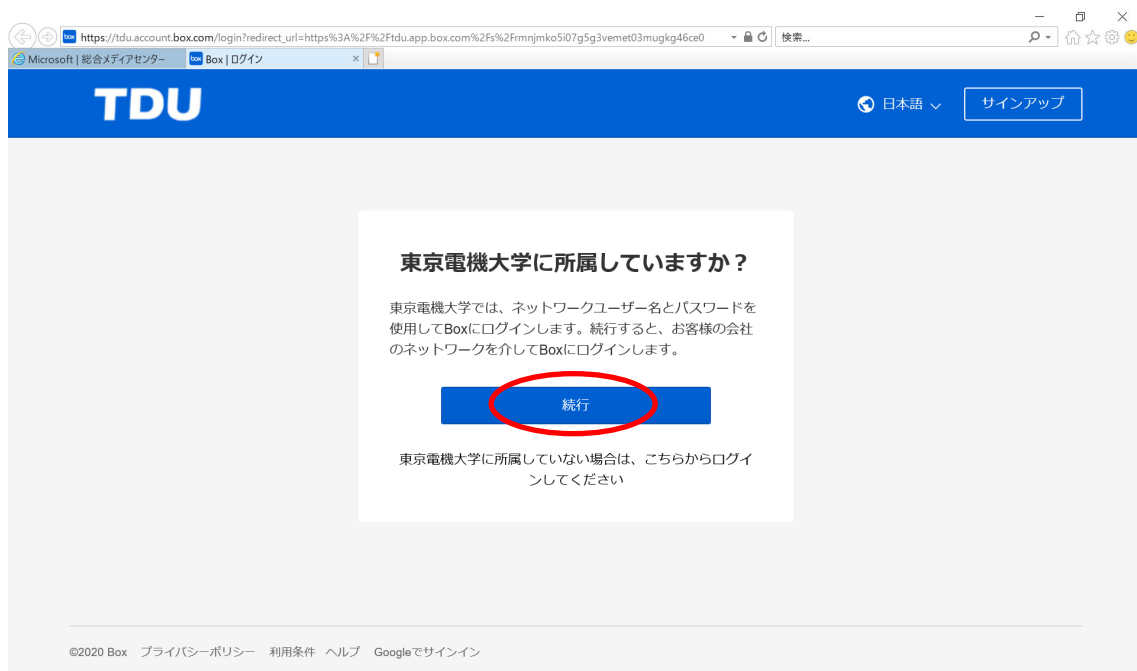 https://tdu.account.box.com/login?redirect_url=https%3A%2F%2Ftdu.app.box.com%2Fs%2Frmnjmko5i07g5g3vemet03mugkg46ce0
検索...
Microsoft | 総合メディアセンター
box Box | ログイン
TDU
日本語
サインアップ
東京電機大学に所属していますか？
東京電機大学では、ネットワークユーザー名とパスワードを
使用してBoxにログインします。続行すると、お客様の会社
のネットワークを介してBoxにログインします。
続行
東京電機大学に所属していない場合は、こちらからログイ
ンしてください
©2020 Box プライバシーポリシー 利用条件 ヘルプ Googleでサインイン